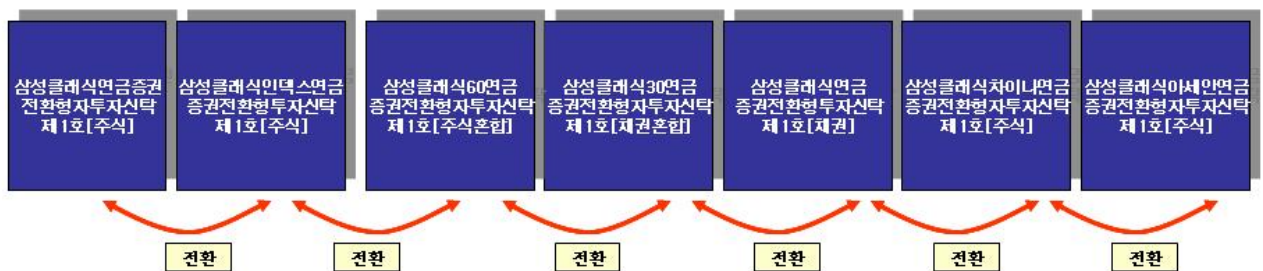 삼성클래식연금증권
전환형자투자신탁
제1호[주식]
삼성클래식인덱스연금
증권전환형자투자신탁
제1호[주식]
삼성클래식60연금
증권전환형자투자신탁
제1호[주식혼합]
삼성클래식30연금
증권전환형자투자신탁
제1호[채권혼합]
삼성클래식연금
증권전환형자투자신탁
제1호[채권]
삼성클래식차이나연금
증권전환형자투자신탁
제1호[주식]
삼성클래식아세안연금
증권전환형자투자신탁
제1호[주식]
전환
전환
전환
전환
전환
전환